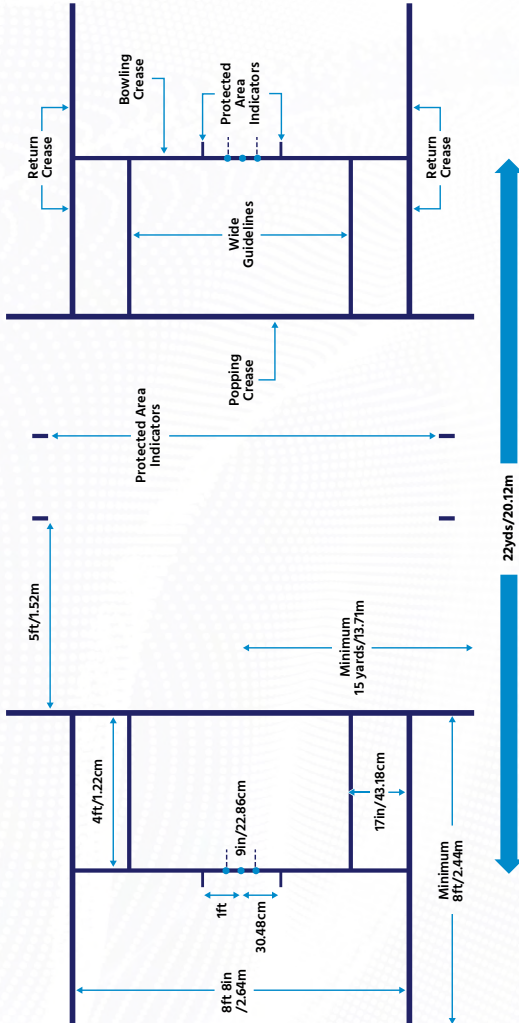 8ft 8in
/2.64m
4ft/1.22cm
1ft
9in/22.86cm
30.48cm
17in/43.18cm
Minimum
8ft/2.44m
5ft/1.52m
Minimum
15 yards/13.71m
Protected Area
Indicators
Popping
Crease
Return
Crease
Bowling
Crease
Protected
Area
Indicators
Wide
Guidelines
Return
Crease
22yds/20.12m